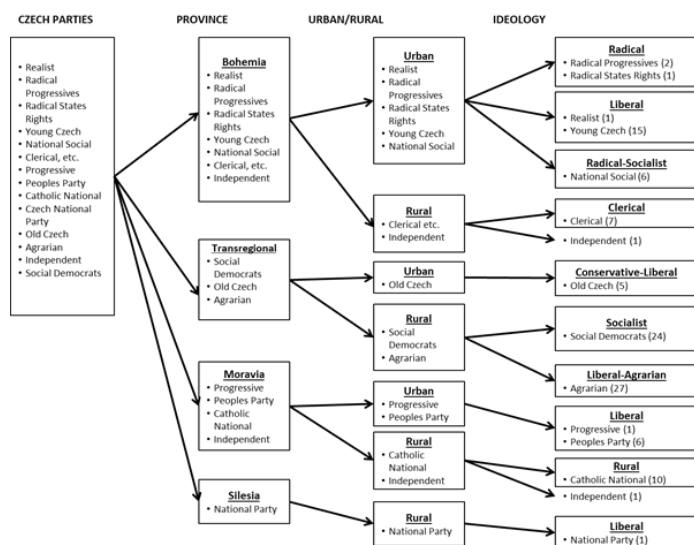 CZECH PARTIES
PROVINCE
URBAN/RURAL
IDEOLOGY
• Realist
• Radical
Progressives
• Radical States
Rights
• Young Czech
• National Social
• Clerical, etc.
• Progressive
• Peoples Party
• Catholic National
• Czech National
Party
• Old Czech
• Agrarian
• Independent
• Social Democrats
Bohemia
• Realist
• Radical
Progressives
• Radical States
Rights
• Young Czech
• National Social
• Clerical, etc.
• Independent
Transregional
• Social
Democrats
• Old Czech
• Agrarian
Moravia
• Progressive
• Peoples Party
• Catholic
National
• Independent
Silesia
• National Party
Urban
• Realist
• Radical
Progressives
• Radical States
Rights
• Young Czech
• National Social
Rural
• Clerical etc.
• Independent
Urban
• Old Czech
Rural
• Social
Democrats
• Agrarian
Urban
• Progressive
• Peoples Party
Rural
• Catholic
National
• Independent
Rural
• National Party
Radical
• Radical Progressives (2)
• Radical States Rights (1)
Liberal
• Realist (1)
• Young Czech (15)
Radical-Socialist
• National Social (6)
Clerical
• Clerical (7)
• Independent (1)
Conservative-Liberal
• Old Czech (5)
Socialist
• Social Democrats (24)
Liberal-Agrarian
• Agrarian (27)
Liberal
• Progressive (1)
• Peoples Party (6)
Rural
• Catholic National (10)
• Independent (1)
Liberal
• National Party (1)